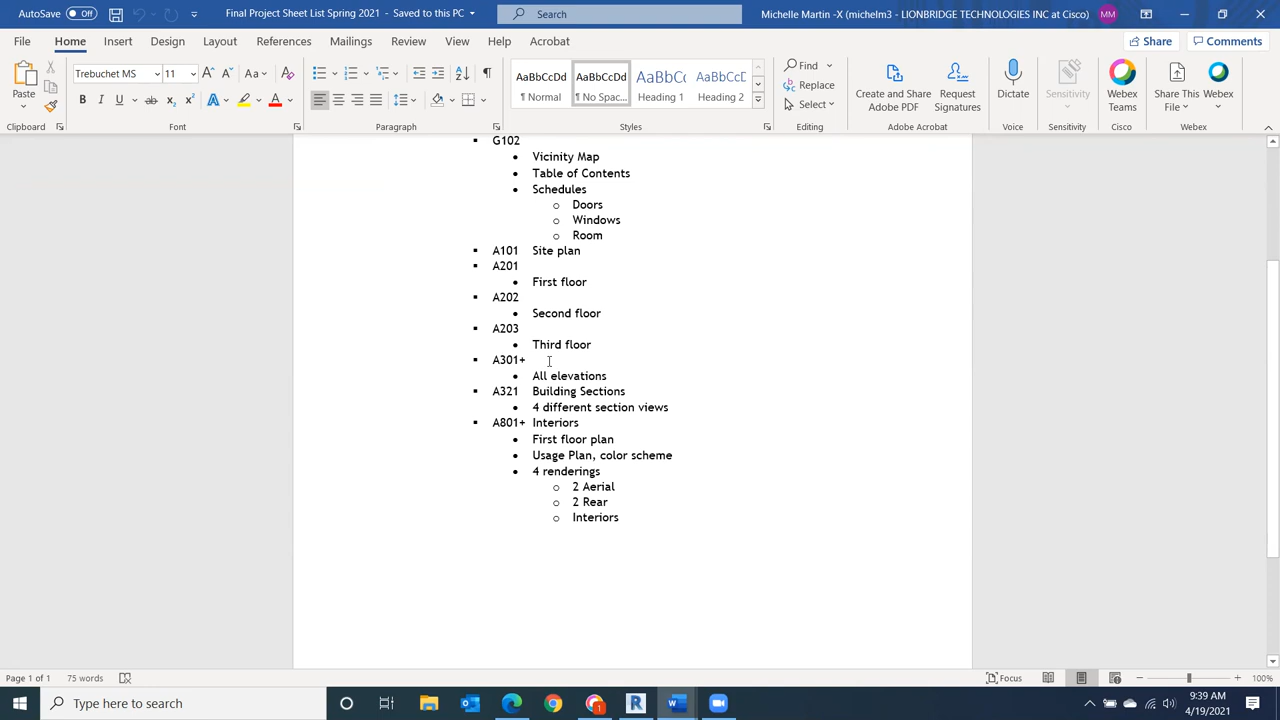 AutoSave Off Final Project Sheet List Spring 2021 - Saved to this PC Search Michelle Martin -X (michelm3 - LIONBRIDGE TECHNOLOGIES INC at Cisco) MM
File Home Insert Design Layout References Mailings Review View Help Acrobat Share Comments
Paste
Trebuchet MS 11
AaBbCcDd AaBbCcDd AaBbCc AaBbCcD
¶ Normal ¶ No Spac... Heading 1 Heading 2
Find
Replace
Select
Create and Share Adobe PDF
Request Signatures
Dictate
Sensitivity
Webex Teams
Share This File
Webex
Clipboard Font Paragraph Styles Editing Adobe Acrobat Voice Sensitivity Cisco Webex
G102
Vicinity Map
Table of Contents
Schedules
Doors
Windows
Room
A101 Site plan
A201
First floor
A202
Second floor
A203
Third floor
A301+
All elevations
A321 Building Sections
4 different section views
A801+ Interiors
First floor plan
Usage Plan, color scheme
4 renderings
2 Aerial
2 Rear
Interiors
Page 1 of 1 75 words Focus 100%
Type here to search
9:39 AM
4/19/2021